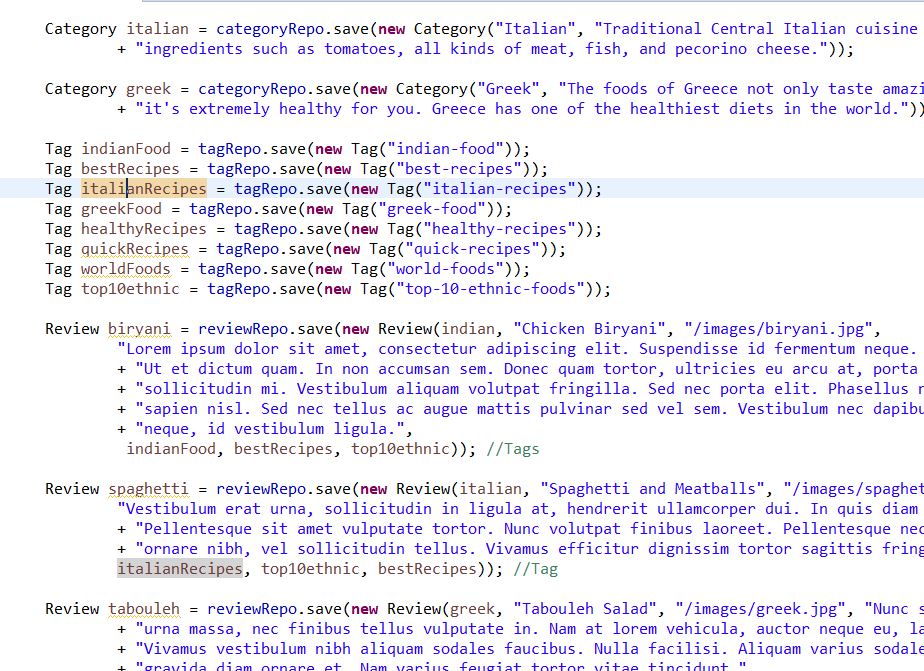 Category italian = categoryRepo.save(new Category("Italian", "Traditional Central Italian cuisine
+ "ingredients such as tomatoes, all kinds of meat, fish, and pecorino cheese."));
Category greek = categoryRepo.save(new Category("Greek", "The foods of Greece not only taste amazi
+ "it's extremely healthy for you. Greece has one of the healthiest diets in the world."))
Tag indianFood = tagRepo.save(new Tag("indian-food"));
Tag bestRecipes = tagRepo.save(new Tag("best-recipes"));
Tag italianRecipes = tagRepo.save(new Tag("italian-recipes"));
Tag greekFood = tagRepo.save(new Tag("greek-food"));
Tag healthyRecipes = tagRepo.save(new Tag("healthy-recipes"));
Tag quickRecipes = tagRepo.save(new Tag("quick-recipes"));
Tag worldFoods = tagRepo.save(new Tag("world-foods"));
Tag top10ethnic = tagRepo.save(new Tag("top-10-ethnic-foods"));
Review biryani = reviewRepo.save(new Review(indian, "Chicken Biryani", "/images/biryani.jpg",
"Lorem ipsum dolor sit amet, consectetur adipiscing elit. Suspendisse id fermentum neque.
+ "Ut et dictum quam. In non accumsan sem. Donec quam tortor, ultricies eu arcu at, porta
+ "sollicitudin mi. Vestibulum aliquam volutpat fringilla. Sed nec porta elit. Phasellus n
+ "sapien nisl. Sed nec tellus ac augue mattis pulvinar sed vel sem. Vestibulum nec dapibu
+ "neque, id vestibulum ligula.",
indianFood, bestRecipes, top10ethnic)); //Tags
Review spaghetti = reviewRepo.save(new Review(italian, "Spaghetti and Meatballs", "/images/spaghet
"Vestibulum erat urna, sollicitudin in ligula at, hendrerit ullamcorper dui. In quis diam
+ "Pellentesque sit amet vulputate tortor. Nunc volutpat finibus laoreet. Pellentesque nec
+ "ornare nibh, vel sollicitudin tellus. Vivamus efficitur dignissim tortor sagittis fring
italianRecipes, top10ethnic, bestRecipes)); //Tag
Review tabouleh = reviewRepo.save(new Review(greek, "Tabouleh Salad", "/images/greek.jpg", "Nunc s
+ "urna massa, nec finibus tellus vulputate in. Nam at lorem vehicula, auctor neque eu, la
+ "Vivamus vestibulum nibh aliquam sodales faucibus. Nulla facilisi. Aliquam varius sodale
+ "gravida diam ornare et. Nam varius feugiat tortor vitae tincidunt."